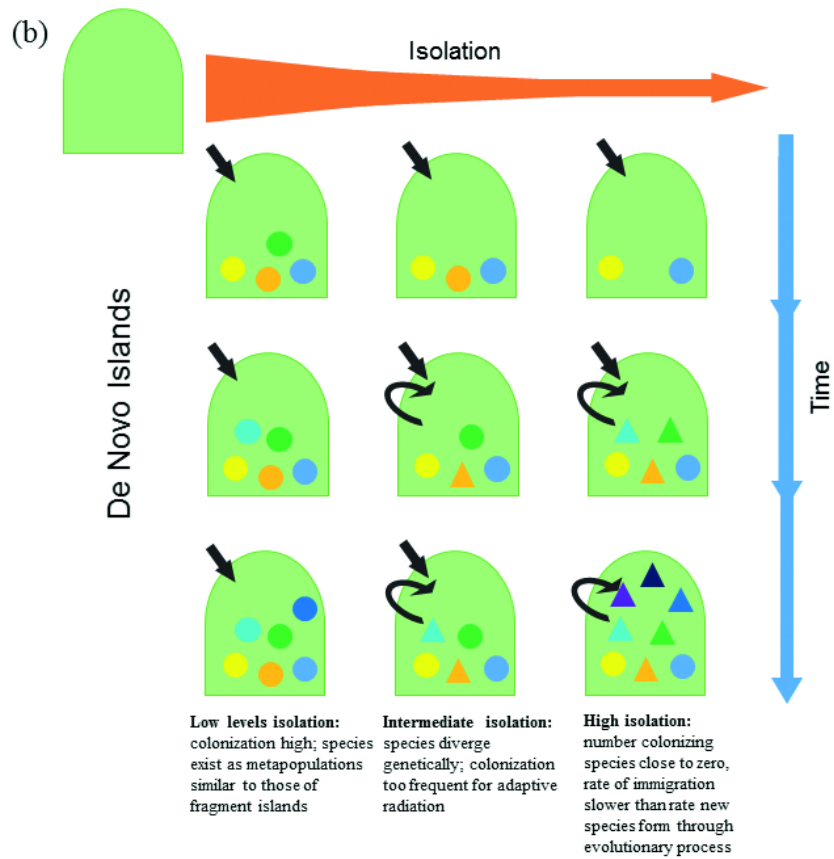 (b)
Isolation
De Novo Islands
Time
Low levels isolation:
colonization high; species
exist as metapopulations
similar to those of
fragment islands
Intermediate isolation:
species diverge
genetically; colonization
too frequent for adaptive
radiation
High isolation:
number colonizing
species close to zero,
rate of immigration
slower than rate new
species form through
evolutionary process